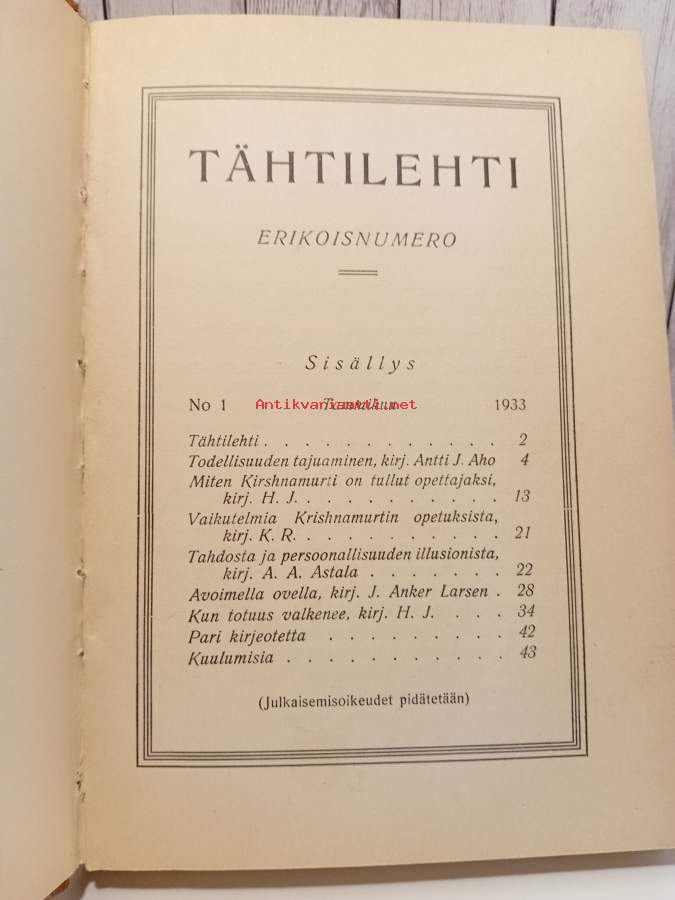 TÄHTILEHTI
ERIKOISNUMERO
Sisällys
No 1 Tammikuu 1933
Antikvariaatti.net
Tähtilehti . . . . . . . . . . . . 2
Todellisuuden tajuaminen, kirj. Antti J. Aho 4
Miten Kirshnamurti on tullut opettajaksi,
kirj. H. J. . . . . . . . . . . 13
Vaikutelmia Krishnamurtin opetuksista,
kirj. K. R. . . . . . . . . . . 21
Tahdosta ja persoonallisuuden illusionista,
kirj. A. A. Astala . . . . . . . 22
Avoimella ovella, kirj. J. Anker Larsen . 28
Kun totuus valkenee, kirj. H. J. . . . 34
Pari kirjeotetta . . . . . . . . . 42
Kuulumisia . . . . . . . . . . . 43
(Julkaisemisoikeudet pidätetään)